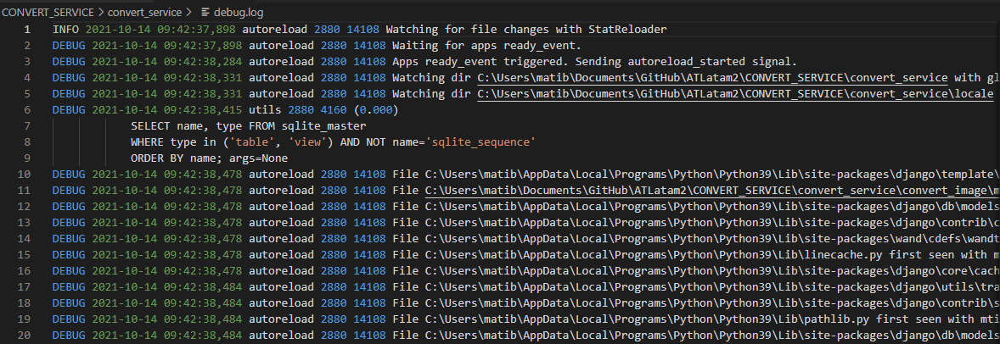 CONVERT_SERVICE > convert_service > debug.log
1 INFO 2021-10-14 09:42:37,898 autoreload 2880 14108 Watching for file changes with StatReloader
2 DEBUG 2021-10-14 09:42:37,898 autoreload 2880 14108 Waiting for apps ready_event.
3 DEBUG 2021-10-14 09:42:38,284 autoreload 2880 14108 Apps ready_event triggered. Sending autoreload_started signal.
4 DEBUG 2021-10-14 09:42:38,331 autoreload 2880 14108 Watching dir C:\Users\matib\Documents\GitHub\ATLatam2\CONVERT_SERVICE\convert_service with gl
5 DEBUG 2021-10-14 09:42:38,331 autoreload 2880 14108 Watching dir C:\Users\matib\Documents\GitHub\ATLatam2\CONVERT_SERVICE\convert_service\locale
6 DEBUG 2021-10-14 09:42:38,415 utils 2880 4160 (0.000)
7 SELECT name, type FROM sqlite_master
8 WHERE type in ('table', 'view') AND NOT name='sqlite_sequence'
9 ORDER BY name; args=None
10 DEBUG 2021-10-14 09:42:38,478 autoreload 2880 14108 File C:\Users\matib\AppData\Local\Programs\Python\Python39\Lib\site-packages\django\template\
11 DEBUG 2021-10-14 09:42:38,478 autoreload 2880 14108 File C:\Users\matib\Documents\GitHub\ATLatam2\CONVERT_SERVICE\convert_service\convert_image\m
12 DEBUG 2021-10-14 09:42:38,478 autoreload 2880 14108 File C:\Users\matib\AppData\Local\Programs\Python\Python39\Lib\site-packages\django\db\models
13 DEBUG 2021-10-14 09:42:38,478 autoreload 2880 14108 File C:\Users\matib\AppData\Local\Programs\Python\Python39\Lib\site-packages\django\contrib\c
14 DEBUG 2021-10-14 09:42:38,478 autoreload 2880 14108 File C:\Users\matib\AppData\Local\Programs\Python\Python39\Lib\site-packages\wand\cdefs\wandt
15 DEBUG 2021-10-14 09:42:38,478 autoreload 2880 14108 File C:\Users\matib\AppData\Local\Programs\Python\Python39\Lib\linecache.py first seen with m
16 DEBUG 2021-10-14 09:42:38,478 autoreload 2880 14108 File C:\Users\matib\AppData\Local\Programs\Python\Python39\Lib\site-packages\django\core\cach
17 DEBUG 2021-10-14 09:42:38,484 autoreload 2880 14108 File C:\Users\matib\AppData\Local\Programs\Python\Python39\Lib\site-packages\django\utils\tra
18 DEBUG 2021-10-14 09:42:38,484 autoreload 2880 14108 File C:\Users\matib\AppData\Local\Programs\Python\Python39\Lib\site-packages\django\contrib\s
19 DEBUG 2021-10-14 09:42:38,484 autoreload 2880 14108 File C:\Users\matib\AppData\Local\Programs\Python\Python39\Lib\pathlib.py first seen with mti
20 DEBUG 2021-10-14 09:42:38,484 autoreload 2880 14108 File C:\Users\matib\AppData\Local\Programs\Python\Python39\Lib\site-packages\django\db\models